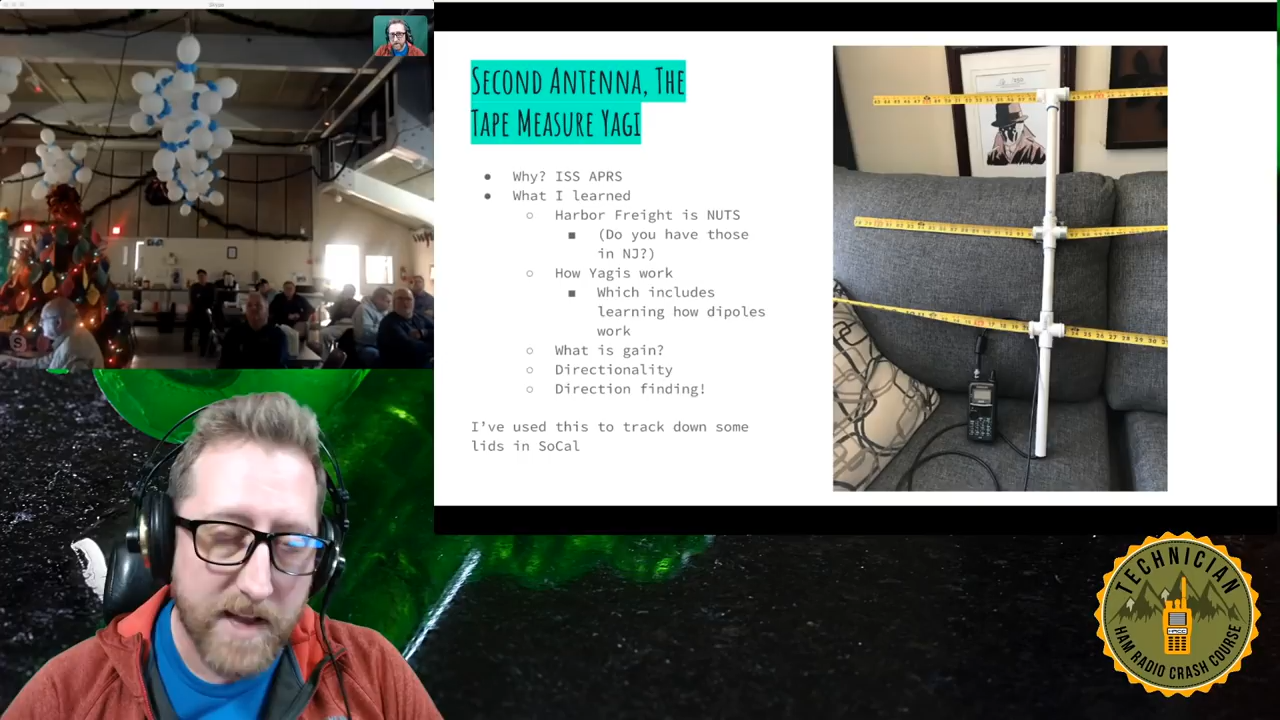 Skype
SECOND ANTENNA, THE
TAPE MEASURE YAGI
● Why? ISS APRS
● What I learned
○ Harbor Freight is NUTS
■ (Do you have those
in NJ?)
○ How Yagis work
■ Which includes
learning how dipoles
work
○ What is gain?
○ Directionality
○ Direction finding!
I’ve used this to track down some
lids in SoCal
TECHNICIAN
HRCC
HAM RADIO CRASH COURSE